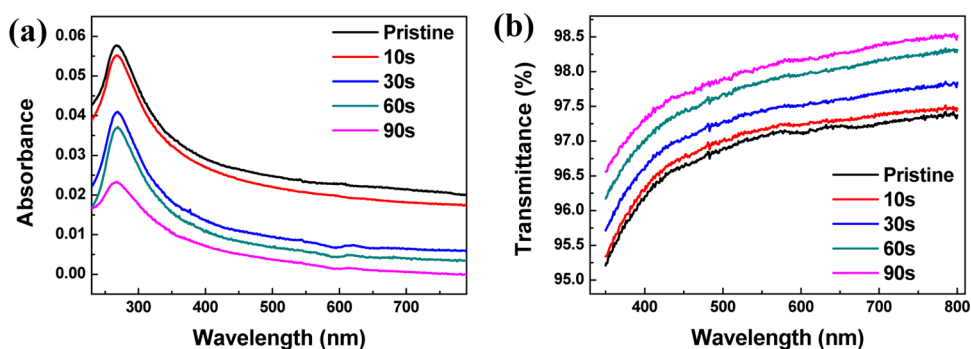 (a)
0.06
0.05
0.04
0.03
0.02
0.01
0.00
Absorbance
300 400 500 600 700
Wavelength (nm)
Pristine
10s
30s
60s
90s
(b)
98.5
98.0
97.5
97.0
96.5
96.0
95.5
95.0
Transmittance (%)
400 500 600 700 800
Wavelength (nm)
Pristine
10s
30s
60s
90s